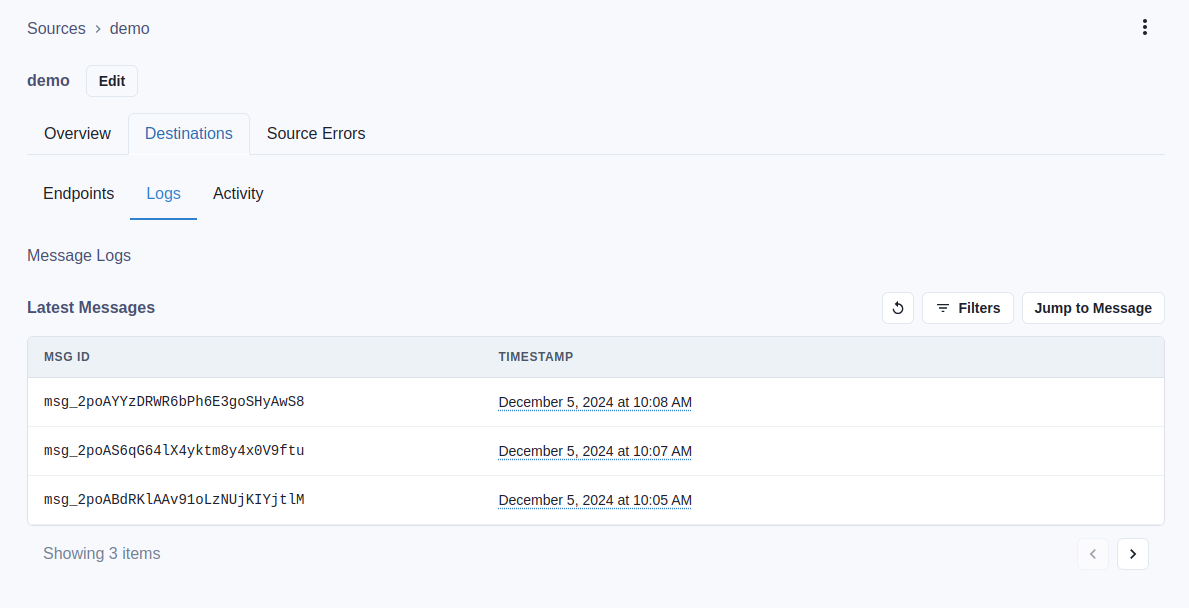 Sources > demo
demo Edit
Overview Destinations Source Errors
Endpoints Logs Activity
Message Logs
Latest Messages Filters Jump to Message
MSG ID TIMESTAMP
msg_2poAYYzDRWR6bPh6E3goSHyAwS8 December 5, 2024 at 10:08 AM
msg_2poAS6qG64lX4yktm8y4x0V9ftu December 5, 2024 at 10:07 AM
msg_2poABdRKlAAv91oLzNUjKIYjtlM December 5, 2024 at 10:05 AM
Showing 3 items